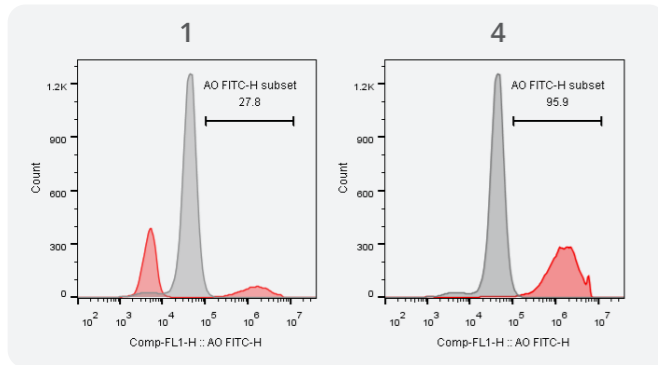 1
AO FITC-H subset
27.8
1.2K
900
600
300
0
Count
10^2 10^3 10^4 10^5 10^6 10^7
Comp-FL1-H :: AO FITC-H
4
AO FITC-H subset
95.9
1.2K
900
600
300
0
Count
10^2 10^3 10^4 10^5 10^6 10^7
Comp-FL1-H :: AO FITC-H